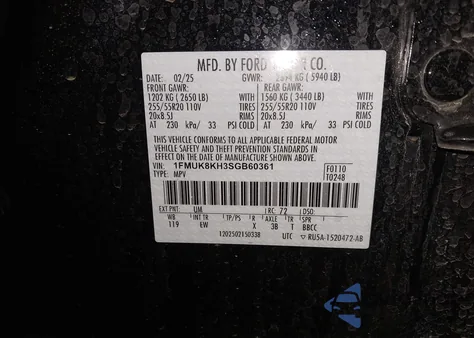 MFD. BY FORD MOTOR CO.
DATE: 02/25 GVWR: 2694 KG ( 5940 LB)
FRONT GAWR: REAR GAWR:
1202 KG ( 2650 LB) WITH 1560 KG ( 3440 LB) WITH
255/55R20 110V TIRES 255/55R20 110V TIRES
20x8.5J RIMS 20x8.5J RIMS
AT 230 kPa/ 33 PSI COLD AT 230 kPa/ 33 PSI COLD
THIS VEHICLE CONFORMS TO ALL APPLICABLE FEDERAL MOTOR
VEHICLE SAFETY AND THEFT PREVENTION STANDARDS IN
EFFECT ON THE DATE OF MANUFACTURE SHOWN ABOVE.
VIN: 1FMUK8KH3SGB60361 F0110
TYPE: MPV T0248
EXT PNT: UM RC: 72 DSO:
WB INT TR TP/PS R AXLE TR SPR
119 EW X 3B T BBCC
1202502150338 UTC ▽ RU5A-1520472-AB